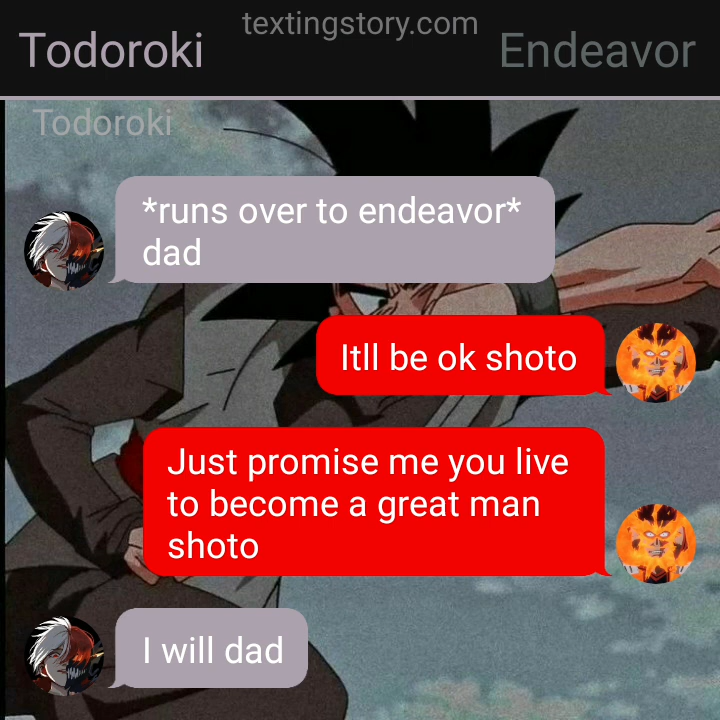 textingstory.com
Todoroki Endeavor
Todoroki
*runs over to endeavor*
dad
Itll be ok shoto
Just promise me you live
to become a great man
shoto
I will dad